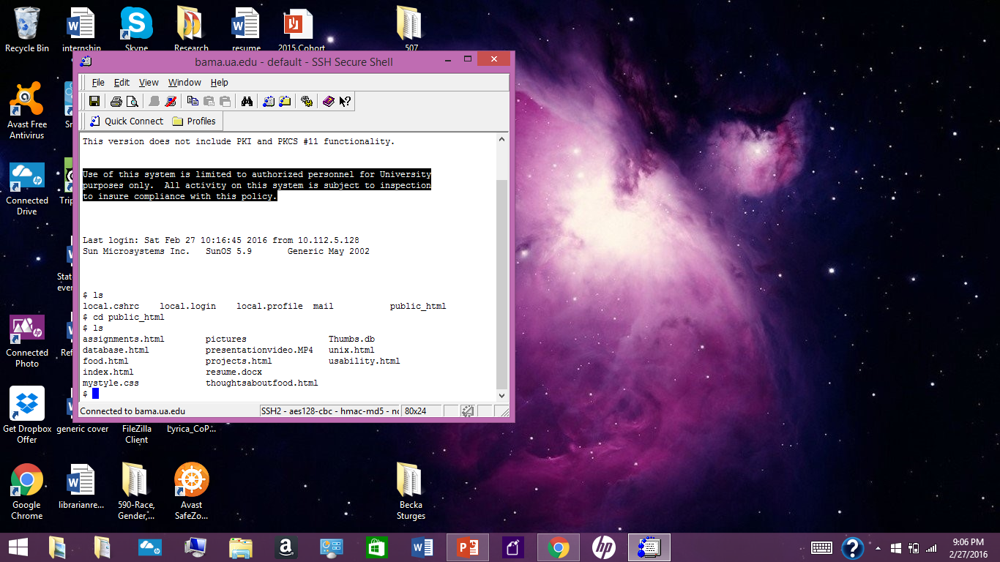 Recycle Bin
internship
Skype
Research
resume
2015 Cohort
507
bama.ua.edu - default - SSH Secure Shell
File Edit View Window Help
Quick Connect Profiles
This version does not include PKI and PKCS #11 functionality.
Use of this system is limited to authorized personnel for University
purposes only. All activity on this system is subject to inspection
to insure compliance with this policy.
Last login: Sat Feb 27 10:16:45 2016 from 10.112.5.128
Sun Microsystems Inc. SunOS 5.9 Generic May 2002
$ ls
local.cshrc local.login local.profile mail public_html
$ cd public_html
$ ls
assignments.html pictures Thumbs.db
database.html presentationvideo.MP4 unix.html
food.html projects.html usability.html
index.html resume.docx
mystyle.css thoughtsaboutfood.html
$
Connected to bama.ua.edu
SSH2 - aes128-cbc - hmac-md5 - 80x24
Avast Free
Antivirus
Connected
Drive
Trip
Stat
ever
Connected
Photo
Ref
Get Dropbox
Offer
generic cover
FileZilla
Client
Lyrica_CoP...
Google
Chrome
librarianre...
590-Race,
Gender,...
Avast
SafeZo...
Becka
Sturges
9:06 PM
2/27/2016